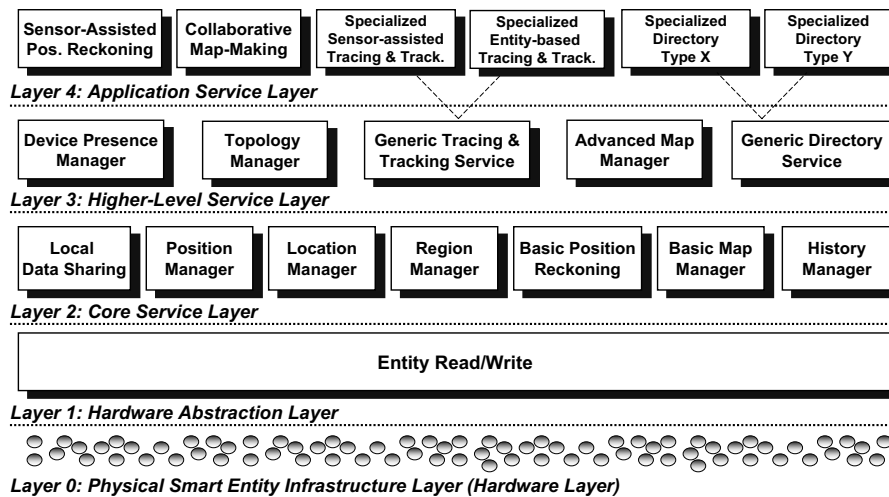 Sensor-Assisted
Pos. Reckoning
Collaborative
Map-Making
Specialized
Sensor-assisted
Tracing & Track.
Specialized
Entity-based
Tracing & Track.
Specialized
Directory
Type X
Specialized
Directory
Type Y
Layer 4: Application Service Layer
Device Presence
Manager
Topology
Manager
Generic Tracing &
Tracking Service
Advanced Map
Manager
Generic Directory
Service
Layer 3: Higher-Level Service Layer
Local
Data Sharing
Position
Manager
Location
Manager
Region
Manager
Basic Position
Reckoning
Basic Map
Manager
History
Manager
Layer 2: Core Service Layer
Entity Read/Write
Layer 1: Hardware Abstraction Layer
Layer 0: Physical Smart Entity Infrastructure Layer (Hardware Layer)